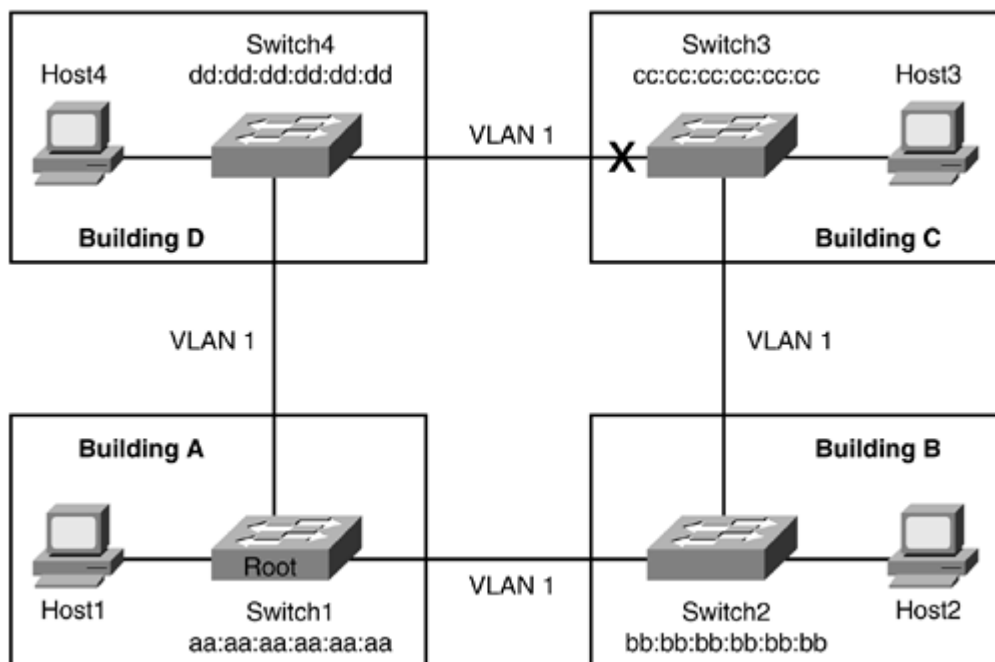 Switch4
dd:dd:dd:dd:dd:dd
Host4
Building D
VLAN 1
X
Switch3
cc:cc:cc:cc:cc:cc
Host3
Building C
VLAN 1
VLAN 1
Building A
Root
Host1
Switch1
aa:aa:aa:aa:aa:aa
VLAN 1
Building B
Switch2
bb:bb:bb:bb:bb:bb
Host2